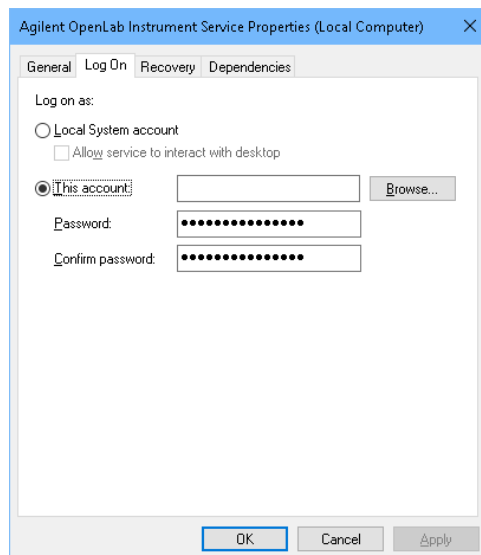 Agilent OpenLab Instrument Service Properties (Local Computer)
General Log On Recovery Dependencies
Log on as:
Local System account
Allow service to interact with desktop
This account: Browse...
Password: •••••••••••••••
Confirm password: •••••••••••••••
OK Cancel Apply